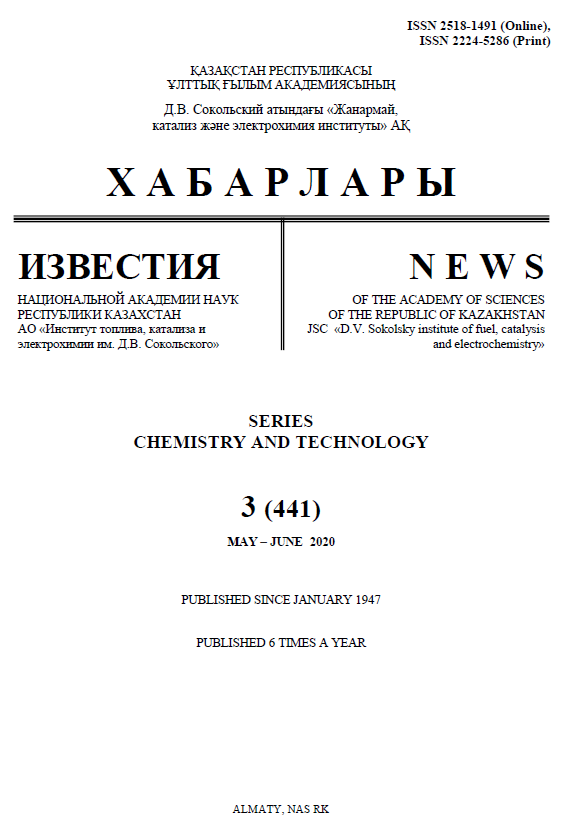 ISSN 2518-1491 (Online),
ISSN 2224-5286 (Print)
ҚАЗАҚСТАН РЕСПУБЛИКАСЫ
ҰЛТТЫҚ ҒЫЛЫМ АКАДЕМИЯСЫНЫҢ
Д.В. Сокольский атындағы «Жанармай,
катализ және электрохимия институты» АҚ
Х А Б А Р Л А Р Ы
ИЗВЕСТИЯ
НАЦИОНАЛЬНОЙ АКАДЕМИИ НАУК
РЕСПУБЛИКИ КАЗАХСТАН
АО «Институт топлива, катализа и
электрохимии им. Д.В. Сокольского»
N E W S
OF THE ACADEMY OF SCIENCES
OF THE REPUBLIC OF KAZAKHSTAN
JSC «D.V. Sokolsky institute of fuel, catalysis
and electrochemistry»
SERIES
CHEMISTRY AND TECHNOLOGY
3 (441)
MAY – JUNE 2020
PUBLISHED SINCE JANUARY 1947
PUBLISHED 6 TIMES A YEAR
ALMATY, NAS RK